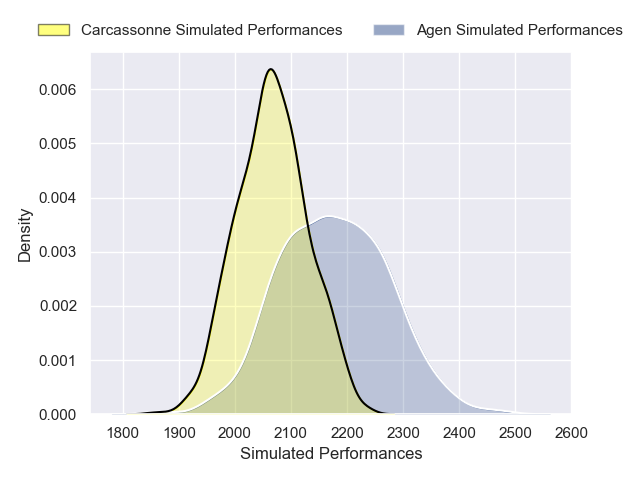 Carcassonne Simulated Performances
Agen Simulated Performances
0.006
0.005
0.004
0.003
0.002
0.001
0.000
Density
1800 1900 2000 2100 2200 2300 2400 2500 2600
Simulated Performances